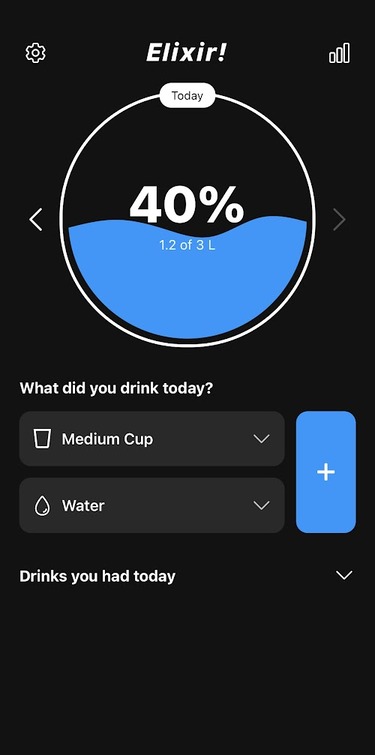 Elixir!
Today
40%
1.2 of 3 L
What did you drink today?
Medium Cup
Water
+
Drinks you had today